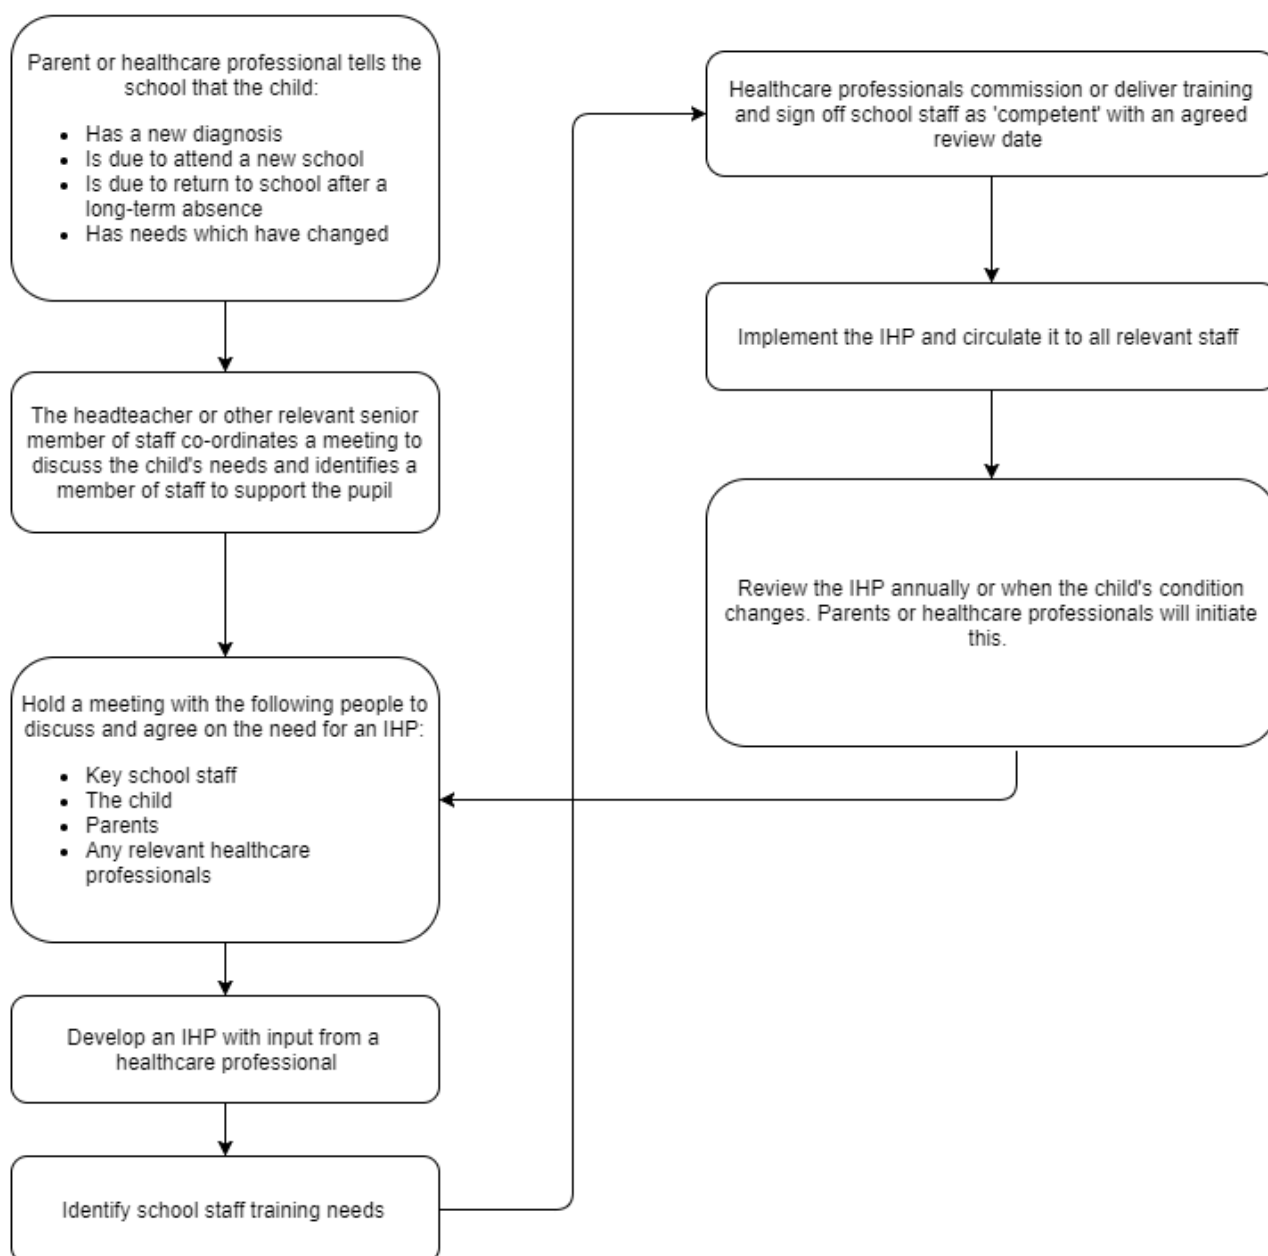 Parent or healthcare professional tells the
school that the child:
• Has a new diagnosis
• Is due to attend a new school
• Is due to return to school after a
long-term absence
• Has needs which have changed
The headteacher or other relevant senior
member of staff co-ordinates a meeting to
discuss the child's needs and identifies a
member of staff to support the pupil
Hold a meeting with the following people to
discuss and agree on the need for an IHP:
• Key school staff
• The child
• Parents
• Any relevant healthcare
professionals
Develop an IHP with input from a
healthcare professional
Identify school staff training needs
Healthcare professionals commission or deliver training
and sign off school staff as 'competent' with an agreed
review date
Implement the IHP and circulate it to all relevant staff
Review the IHP annually or when the child's condition
changes. Parents or healthcare professionals will initiate
this.